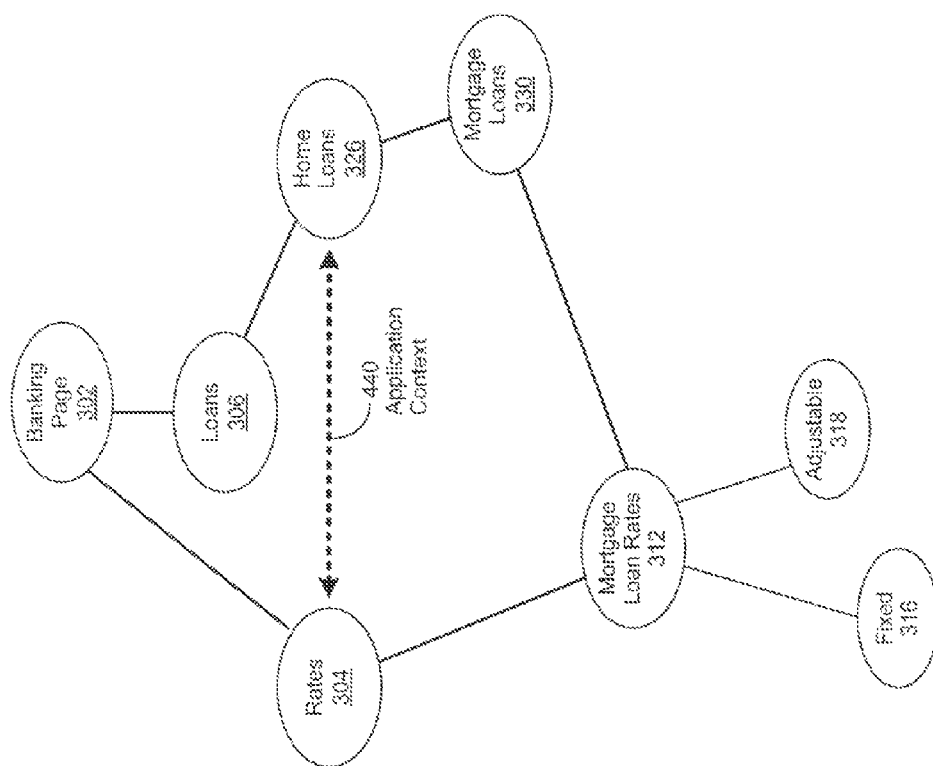 Banking
Page
302
Loans
306
Rates
304
Home
Loans
326
440
Application
Context
Mortgage
Loans
330
Mortgage
Loan Rates
312
Fixed
316
Adjustable
318